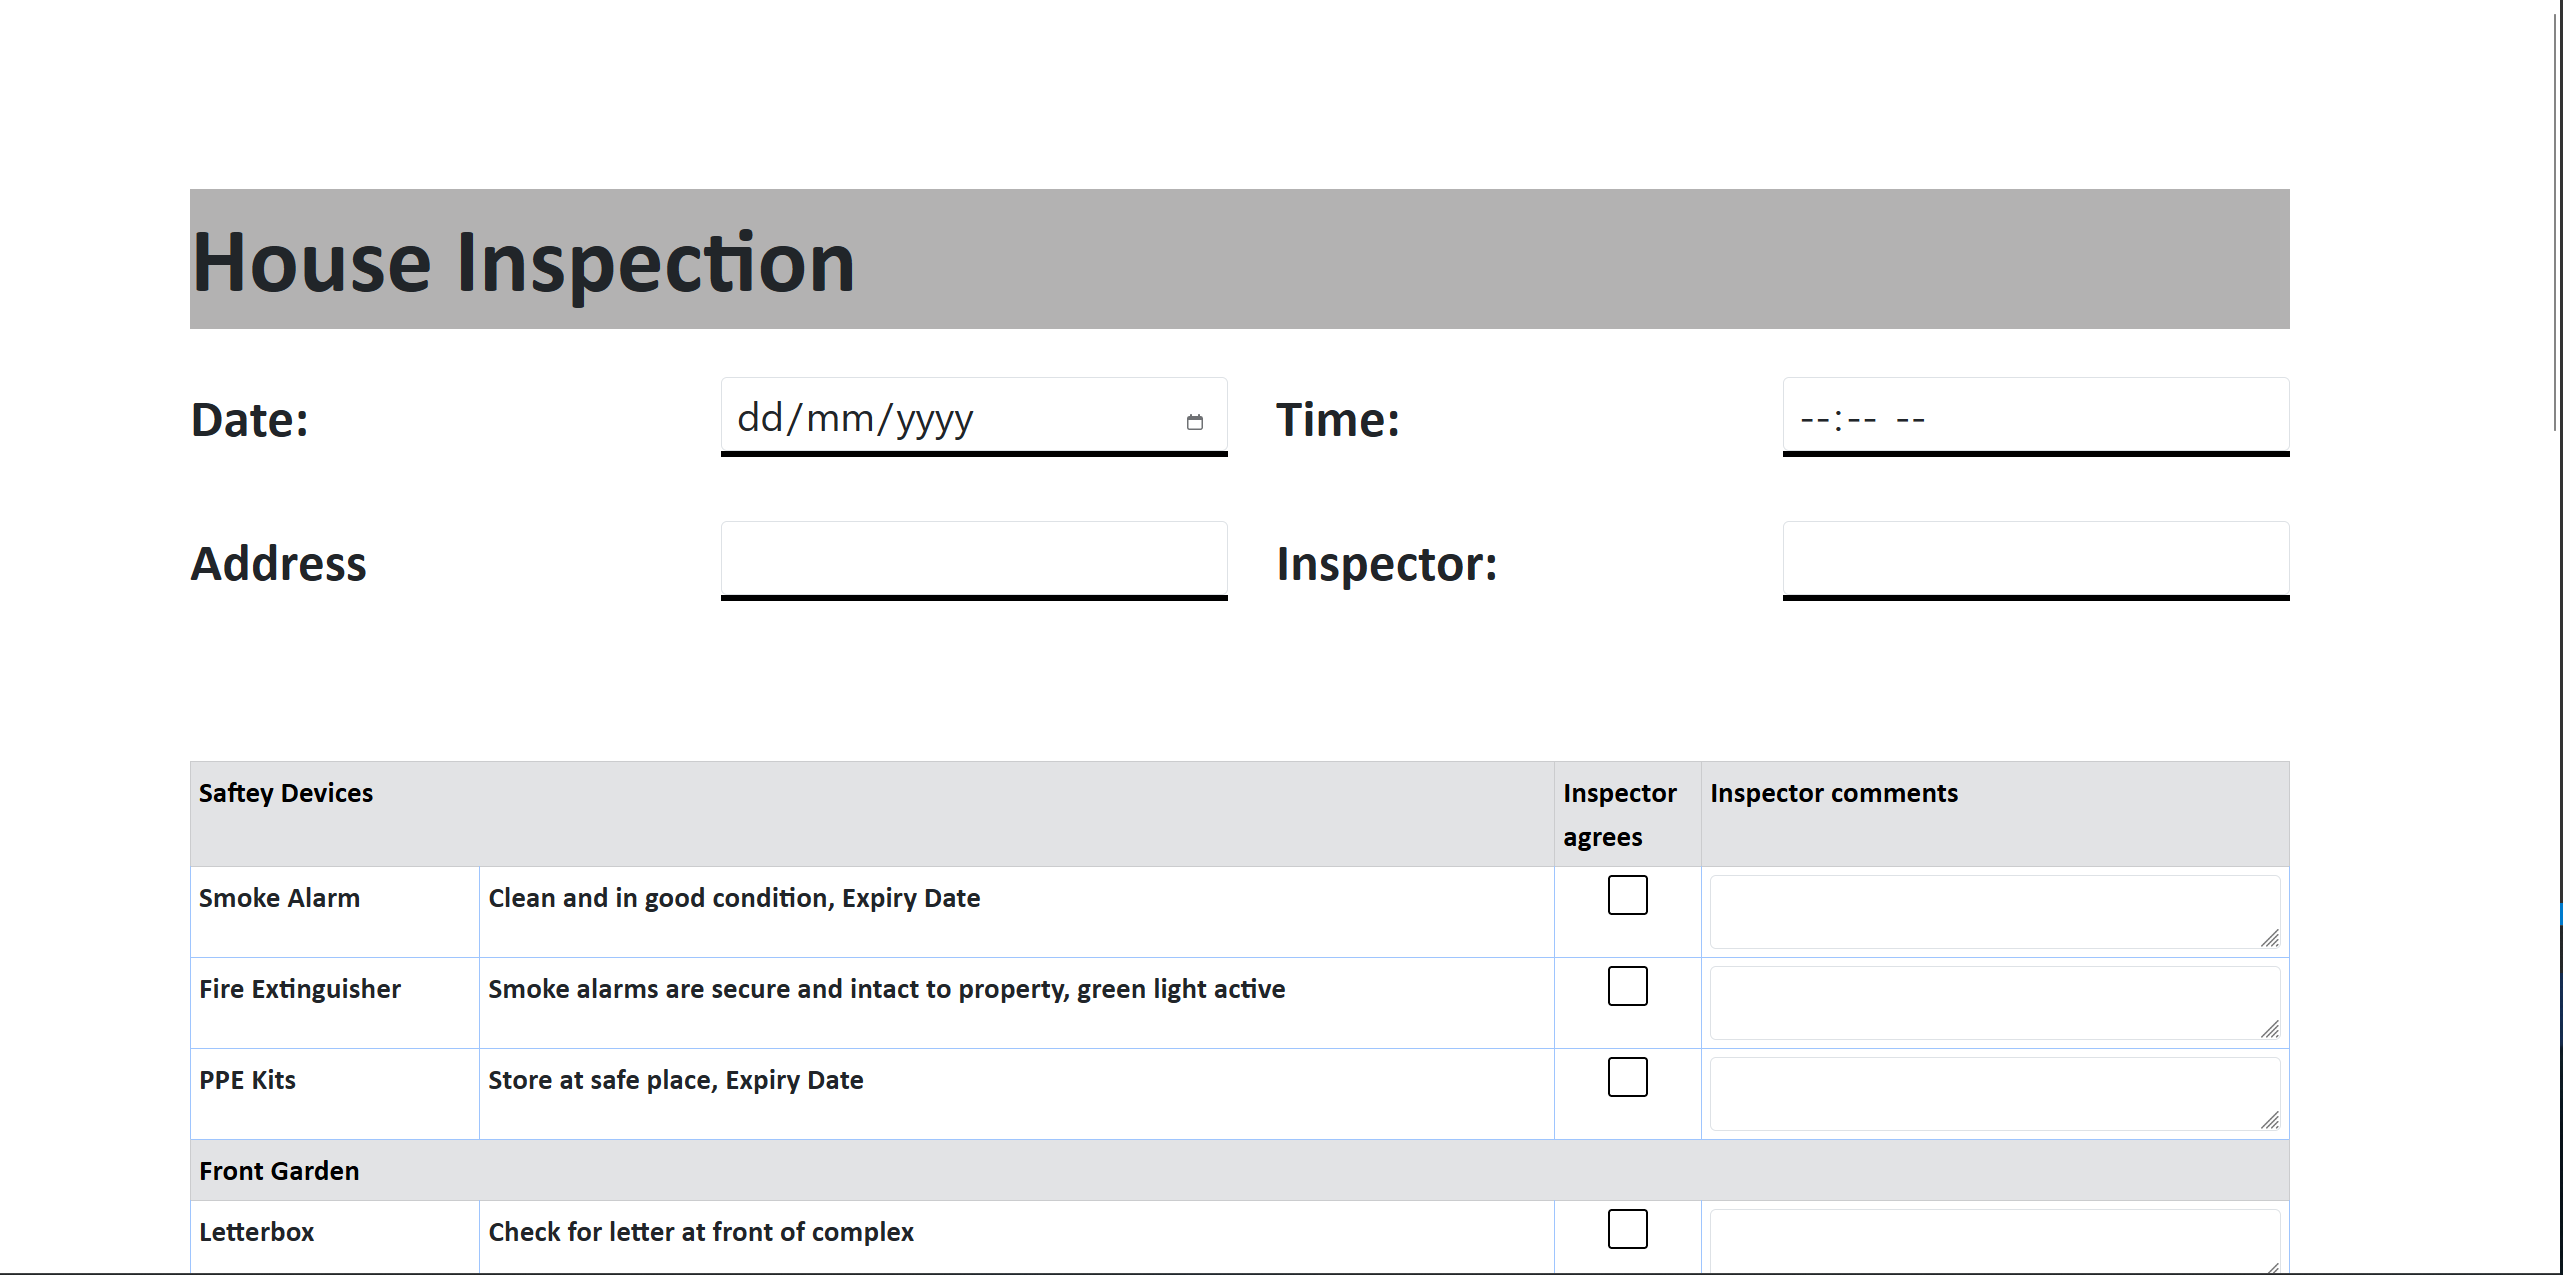 House Inspection
Date: dd/mm/yyyy Time: --:-- --
Address Inspector:
Saftey Devices Inspector agrees Inspector comments
Smoke Alarm Clean and in good condition, Expiry Date
Fire Extinguisher Smoke alarms are secure and intact to property, green light active
PPE Kits Store at safe place, Expiry Date
Front Garden
Letterbox Check for letter at front of complex